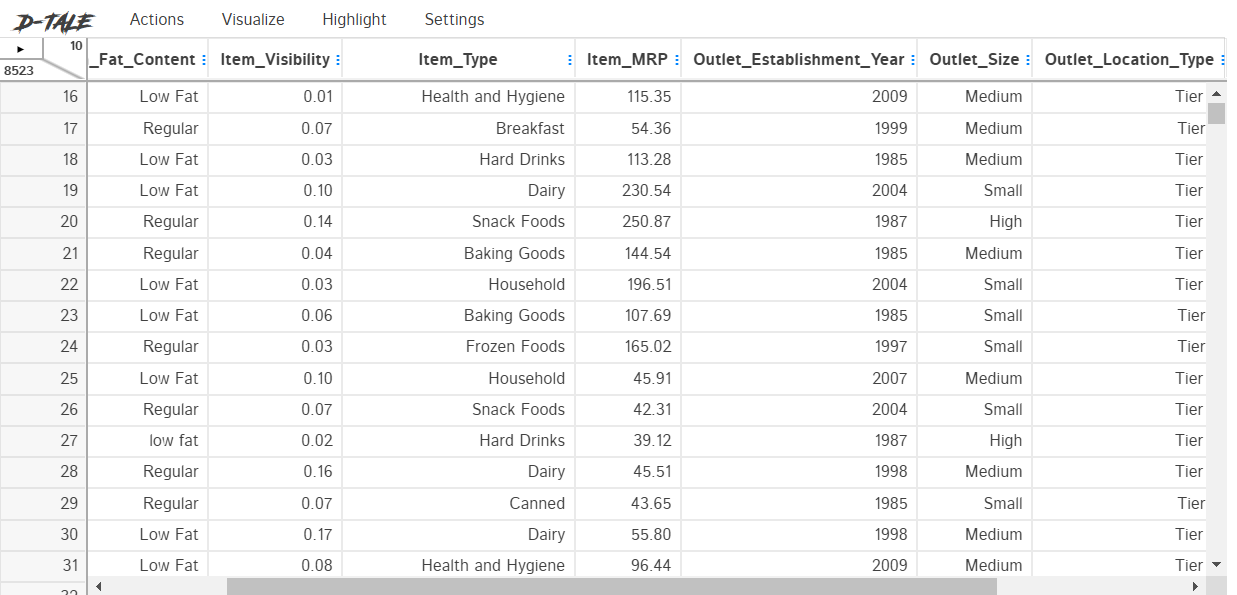 D-TALE Actions Visualize Highlight Settings
10
8523
_Fat_Content Item_Visibility Item_Type Item_MRP Outlet_Establishment_Year Outlet_Size Outlet_Location_Type
16 Low Fat 0.01 Health and Hygiene 115.35 2009 Medium Tier
17 Regular 0.07 Breakfast 54.36 1999 Medium Tier
18 Low Fat 0.03 Hard Drinks 113.28 1985 Medium Tier
19 Low Fat 0.10 Dairy 230.54 2004 Small Tier
20 Regular 0.14 Snack Foods 250.87 1987 High Tier
21 Regular 0.04 Baking Goods 144.54 1985 Medium Tier
22 Low Fat 0.03 Household 196.51 2004 Small Tier
23 Low Fat 0.06 Baking Goods 107.69 1985 Small Tier
24 Regular 0.03 Frozen Foods 165.02 1997 Small Tier
25 Low Fat 0.10 Household 45.91 2007 Medium Tier
26 Regular 0.07 Snack Foods 42.31 2004 Small Tier
27 low fat 0.02 Hard Drinks 39.12 1987 High Tier
28 Regular 0.16 Dairy 45.51 1998 Medium Tier
29 Regular 0.07 Canned 43.65 1985 Small Tier
30 Low Fat 0.17 Dairy 55.80 1998 Medium Tier
31 Low Fat 0.08 Health and Hygiene 96.44 2009 Medium Tier